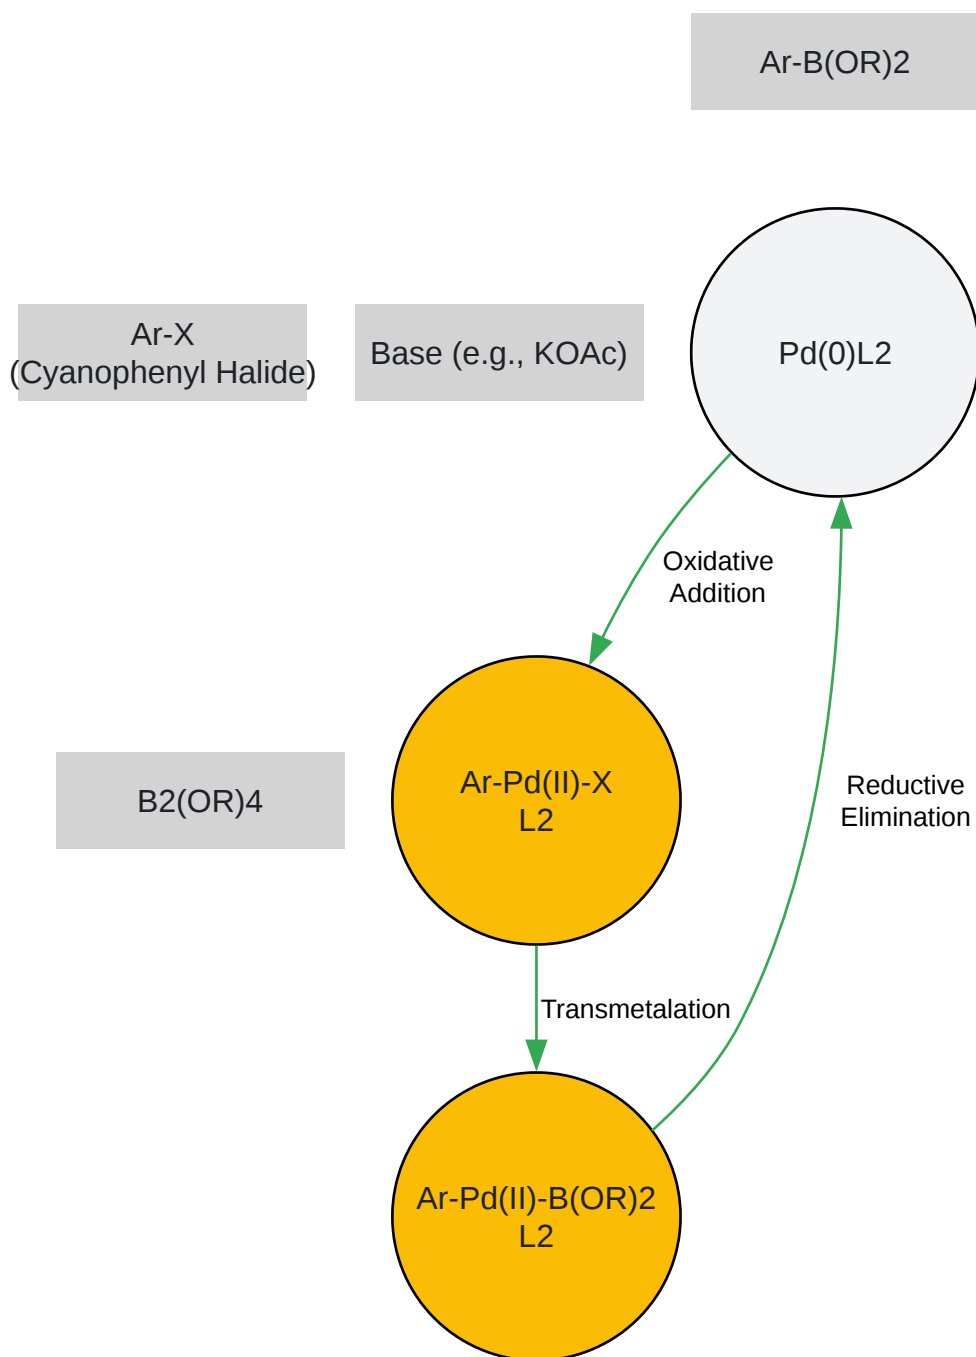 Ar-B(OR)2
Ar-X
(Cyanophenyl Halide)
Base (e.g., KOAc)
Pd(0)L2
Oxidative
Addition
B2(OR)4
Ar-Pd(II)-X
L2
Reductive
Elimination
Transmetalation
Ar-Pd(II)-B(OR)2
L2